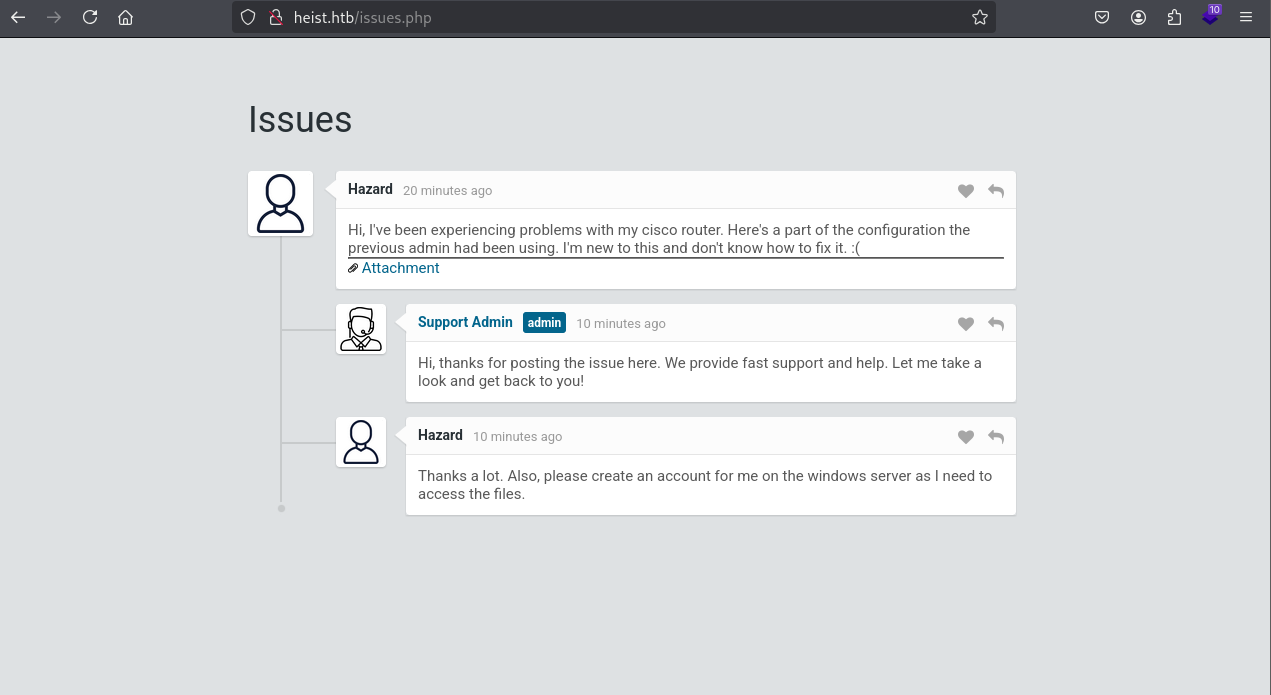 heist.htb/issues.php
10
Issues
Hazard 20 minutes ago
Hi, I've been experiencing problems with my cisco router. Here's a part of the configuration the
previous admin had been using. I'm new to this and don't know how to fix it. :(
Attachment
Support Admin admin 10 minutes ago
Hi, thanks for posting the issue here. We provide fast support and help. Let me take a
look and get back to you!
Hazard 10 minutes ago
Thanks a lot. Also, please create an account for me on the windows server as I need to
access the files.